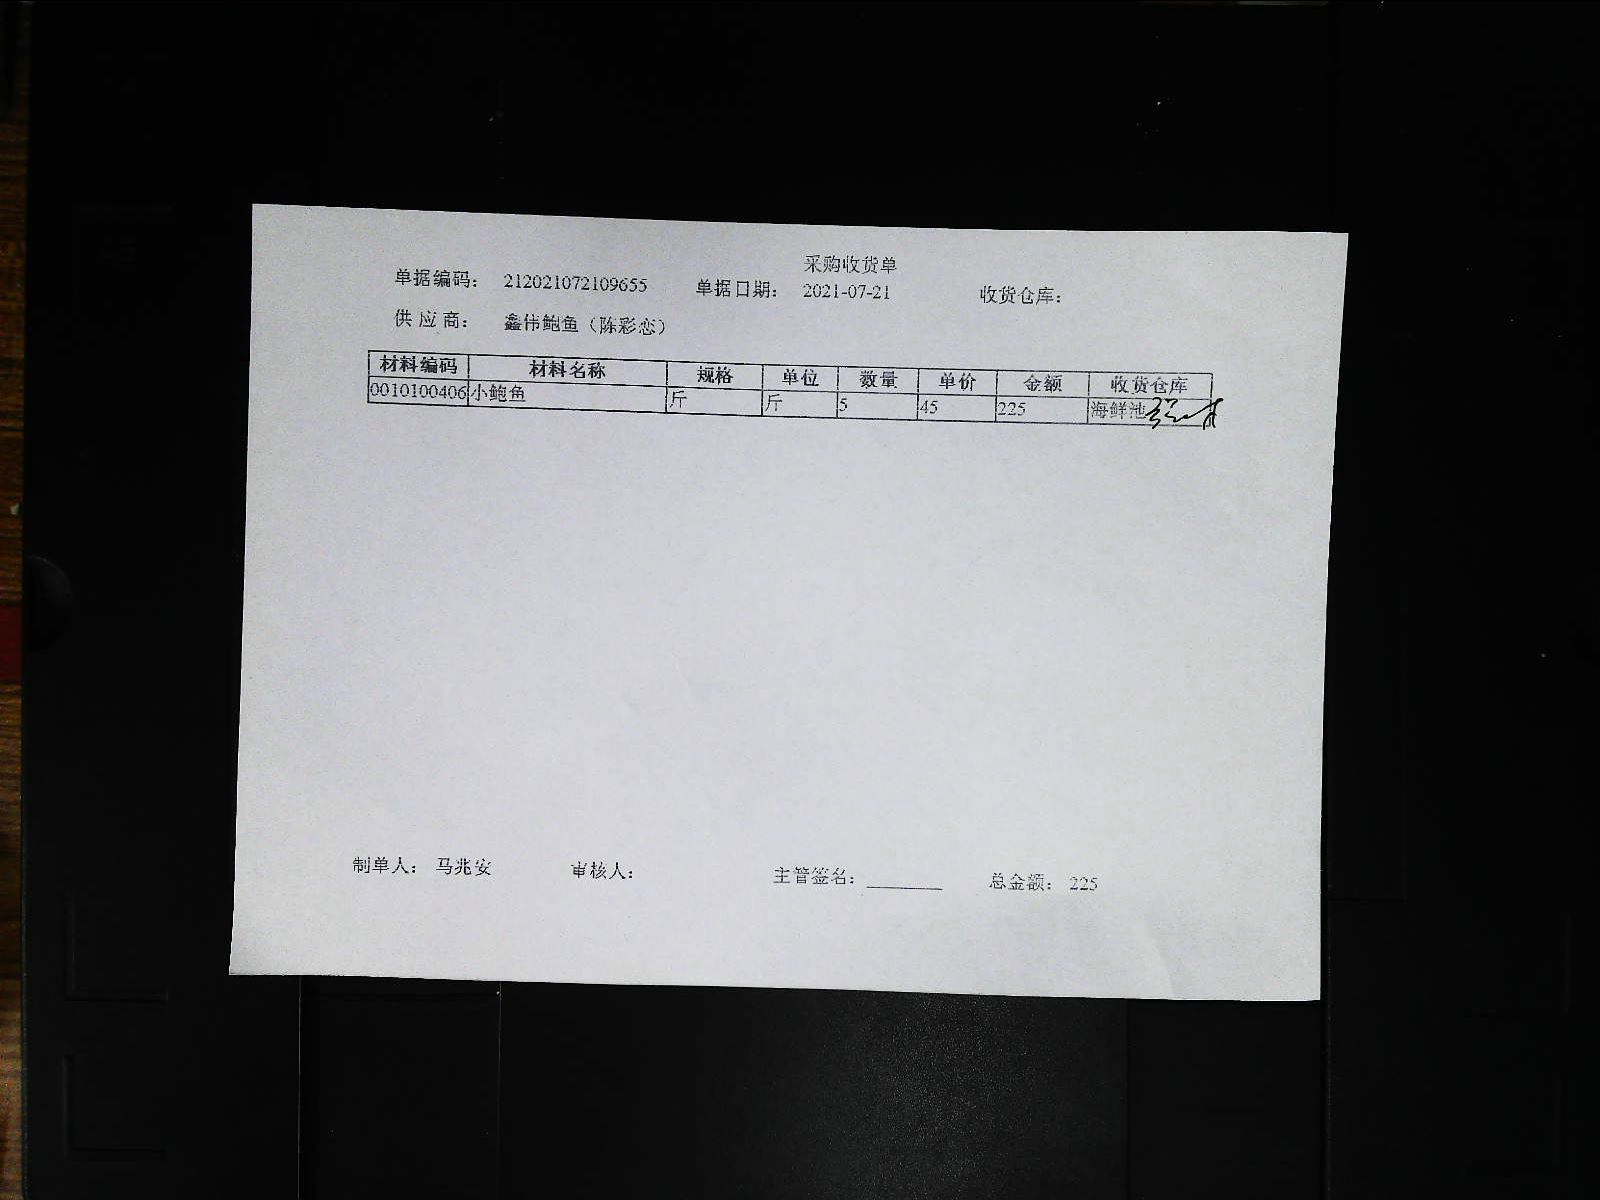 采购收货单
单据编码： 212021072109655 单据日期： 2021-07-21 收货仓库：
供应商： 鑫伟鲍鱼（陈彩恋）
材料编码 材料名称 规格 单位 数量 单价 金额 收货仓库
0010100406 小鲍鱼 斤 斤 5 45 225 海鲜池
制单人： 马兆安 审核人： 主管签名： 总金额： 225